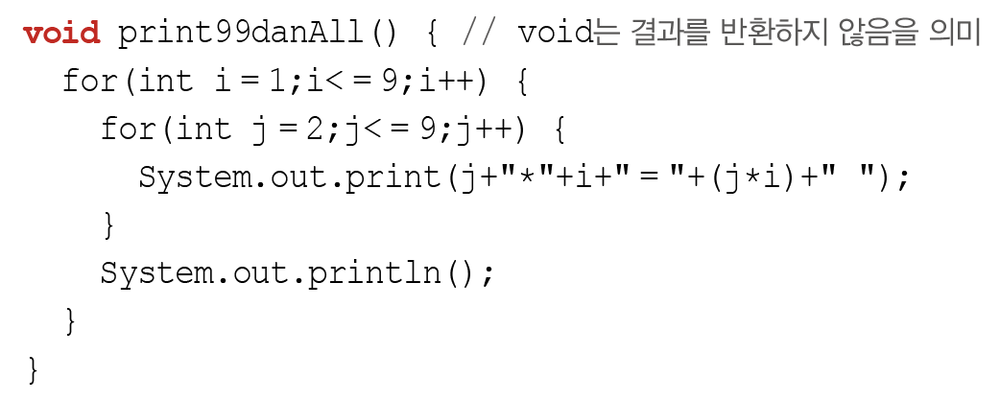 void print99danAll() { // void는 결과를 반환하지 않음을 의미
  for(int i = 1;i<= 9;i++) {
    for(int j = 2;j<= 9;j++) {
      System.out.print(j+"*"+i+" = "+(j*i)+" ");
    }
    System.out.println();
  }
}